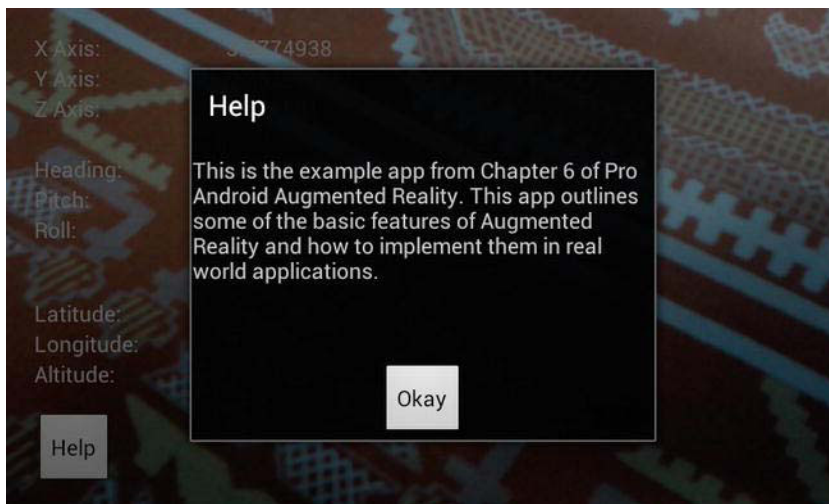 X Axis:
Y Axis:
Z Axis:
Heading:
Pitch:
Roll:
Latitude:
Longitude:
Altitude:
Help
Help
This is the example app from Chapter 6 of Pro
Android Augmented Reality. This app outlines
some of the basic features of Augmented
Reality and how to implement them in real
world applications.
Okay